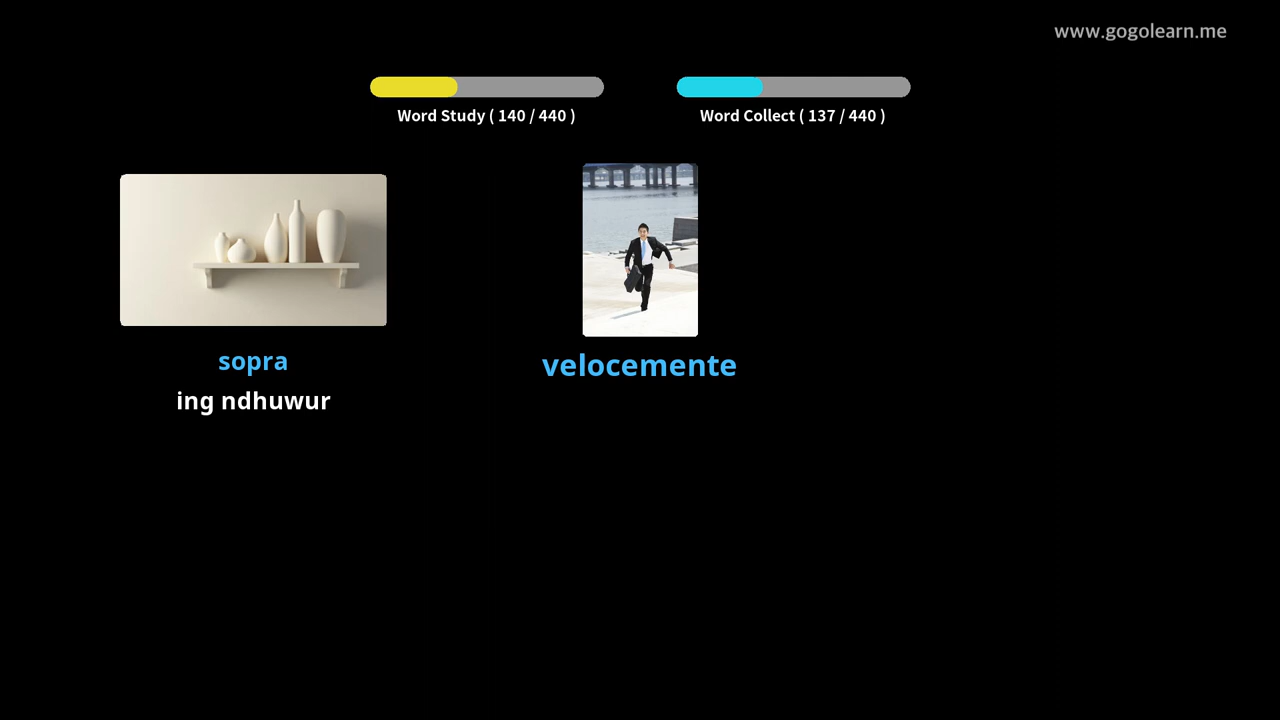 www.gogolearn.me
Word Study ( 140 / 440 )
Word Collect ( 137 / 440 )
sopra
ing ndhuwur
velocemente